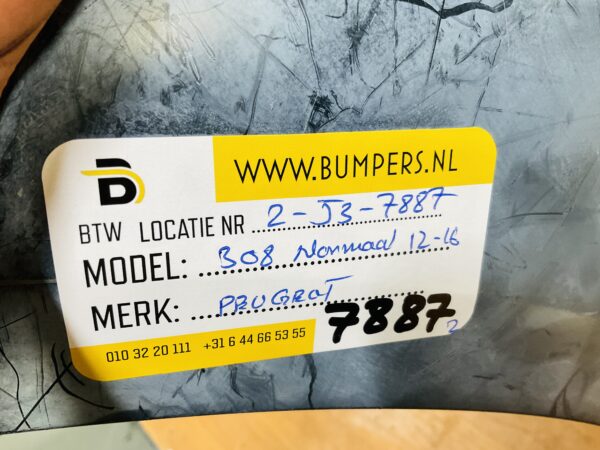 WWW.BUMPERS.NL
BTW LOCATIE NR 2-J3-7887
MODEL: 308 Normaal 12-16
MERK: PEUGEOT
7887
2
010 32 20 111 +31 6 44 66 53 55